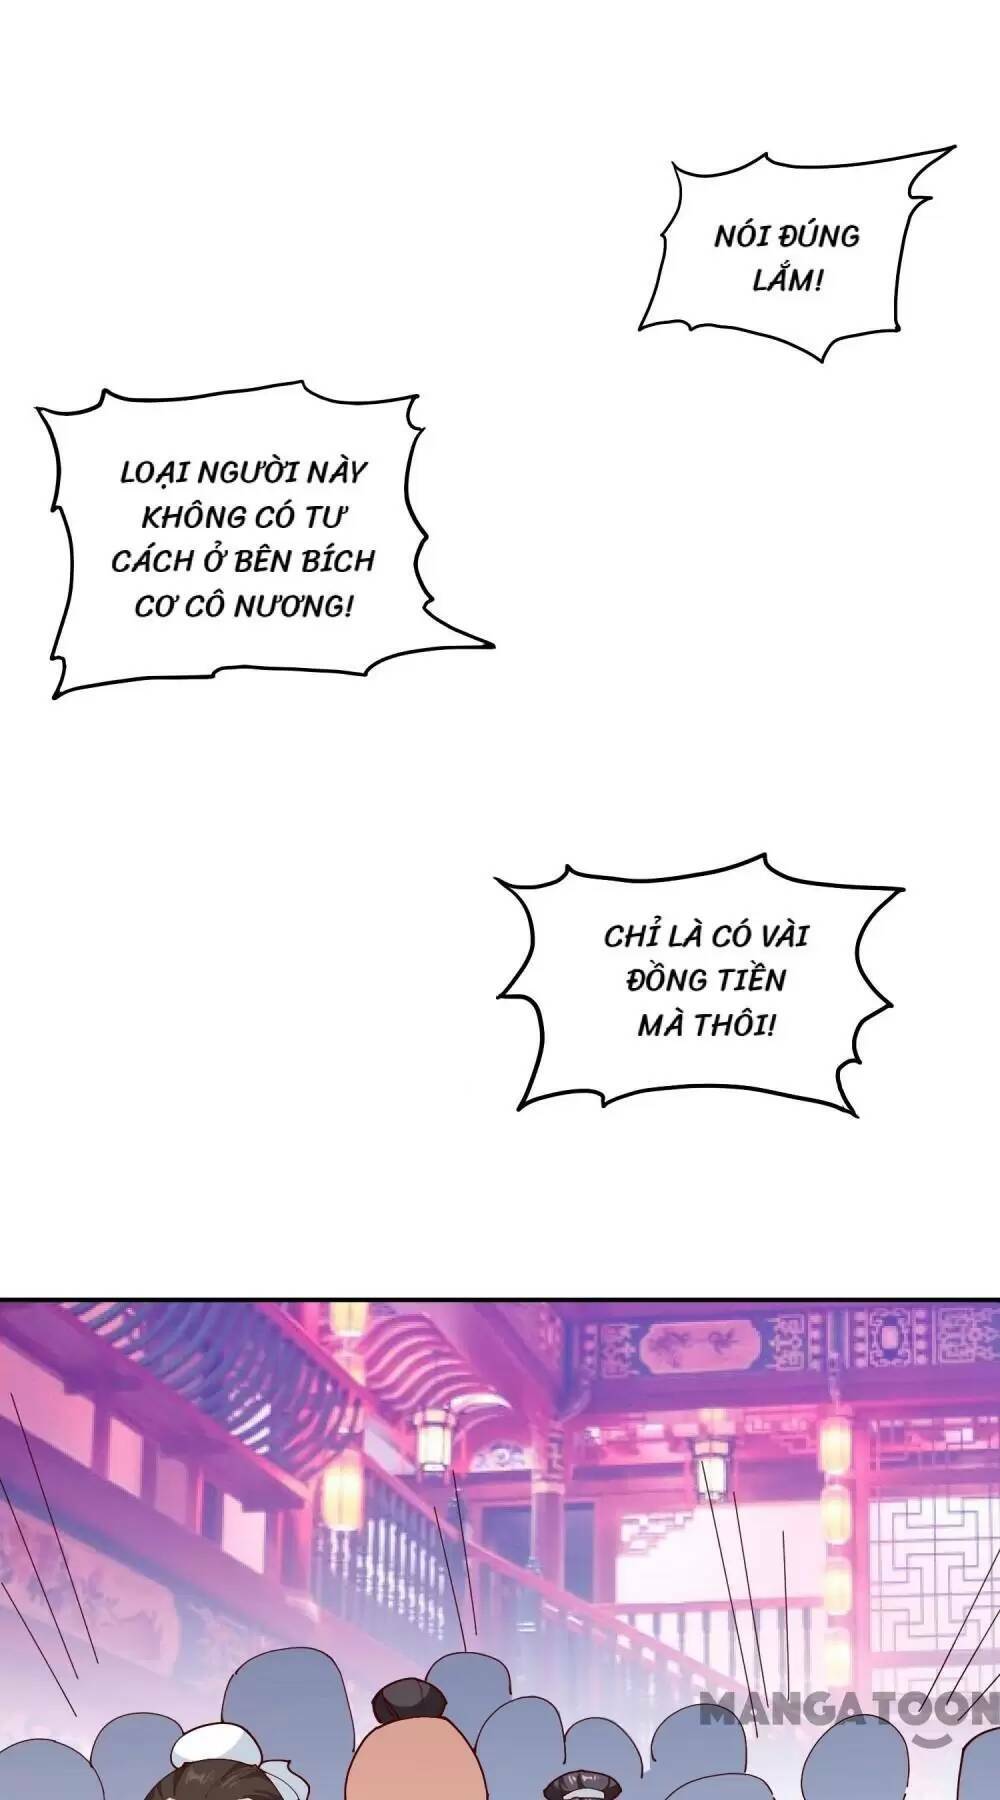 NÓI ĐÚNG
LẮM!
LOẠI NGƯỜI NÀY
KHÔNG CÓ TƯ
CÁCH Ở BÊN BÍCH
CƠ CÔ NƯƠNG!
CHỈ LÀ CÓ VÀI
ĐỒNG TIỀN
MÀ THÔI!
MANGATOON